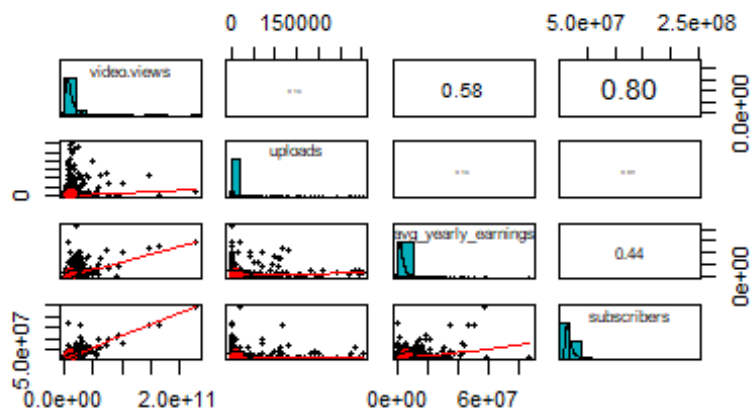 0 150000 5.0e+07 2.5e+08
video.views 0.58 0.80 0.0e+00
0 uploads
avg_yearly_earnings 0.44 0e+00
5.0e+07 subscribers
0.0e+00 2.0e+11 0e+00 6e+07